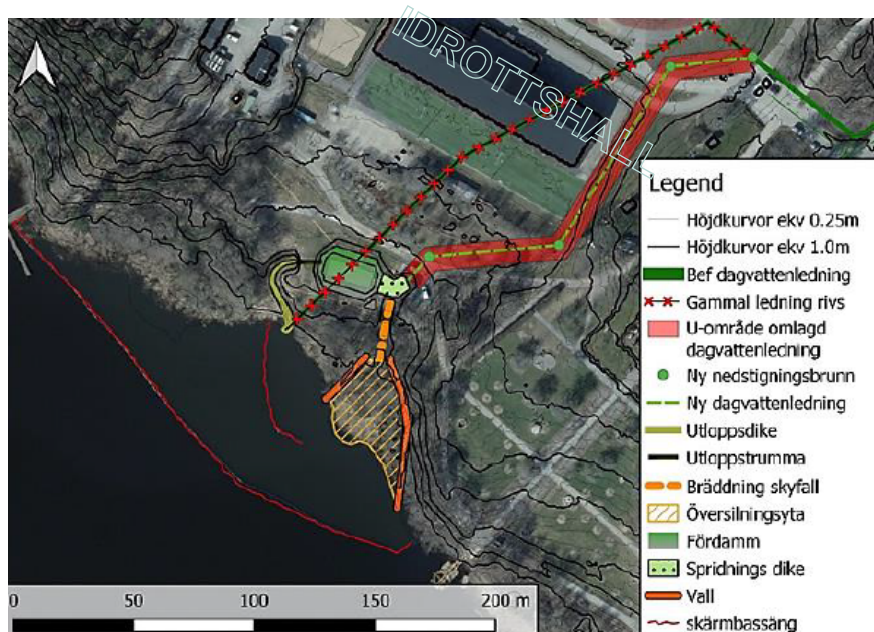 IDROTTSHALL
Legend
Höjdkurvor ekv 0.25m
Höjdkurvor ekv 1.0m
Bef dagvattenledning
Gammal ledning rivs
U-område omlagd
dagvattenledning
Ny nedstigningsbrunn
Ny dagvattenledning
Utloppsdike
Utloppstrumma
Bräddning skyfall
Översilningsyta
Fördamm
Spridnings dike
Vall
skärmbassäng
0 50 100 150 200 m